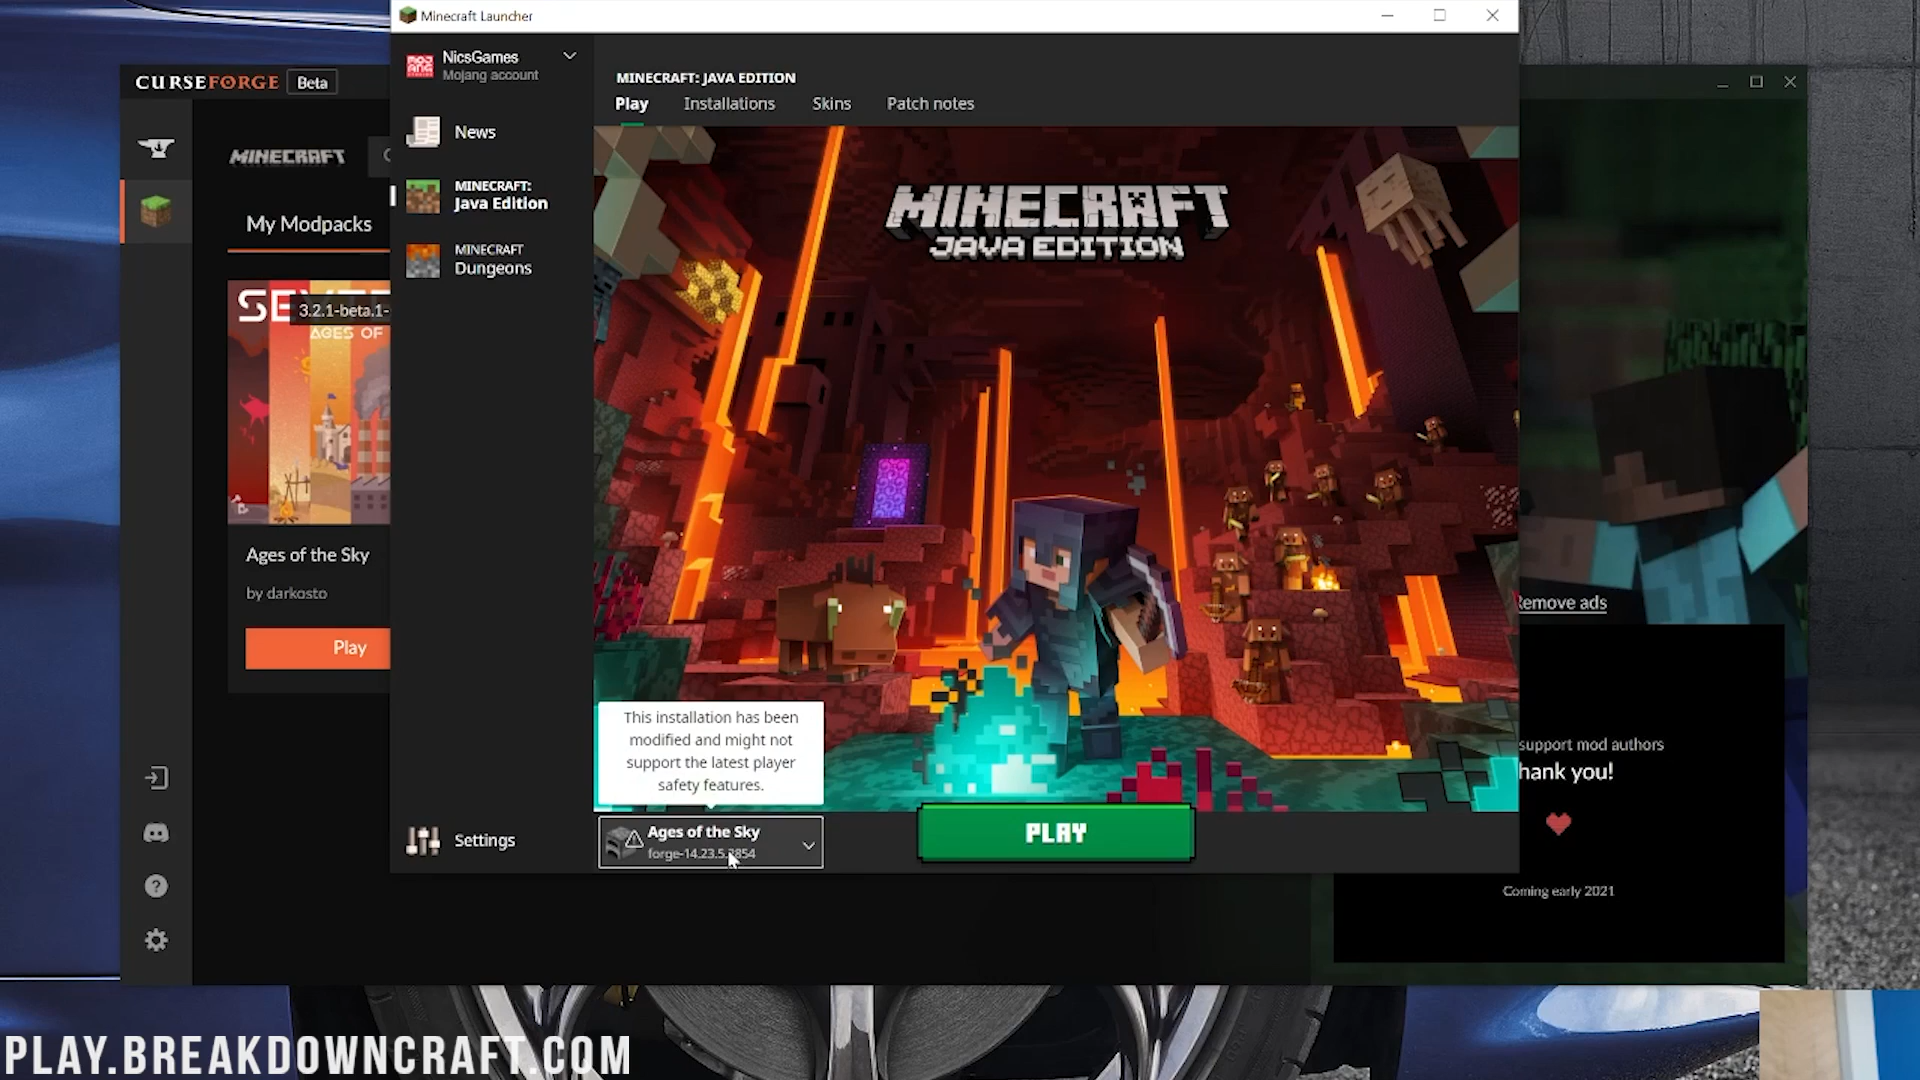 Minecraft Launcher
NicsGames
Mojang account
CURSEFORGE
Beta
MINECRAFT
My Modpacks
3.2.1-beta.1-
AGES OF
Ages of the Sky
by darkosto
Play
News
MINECRAFT:
Java Edition
MINECRAFT
Dungeons
Settings
MINECRAFT: JAVA EDITION
Play
Installations
Skins
Patch notes
MINECRAFT
JAVA EDITION
This installation has been
modified and might not
support the latest player
safety features.
Ages of the Sky
PLAY
Remove ads
support mod authors
Coming early 2021
PLAY.BREAKDOWNCRAFT.COM